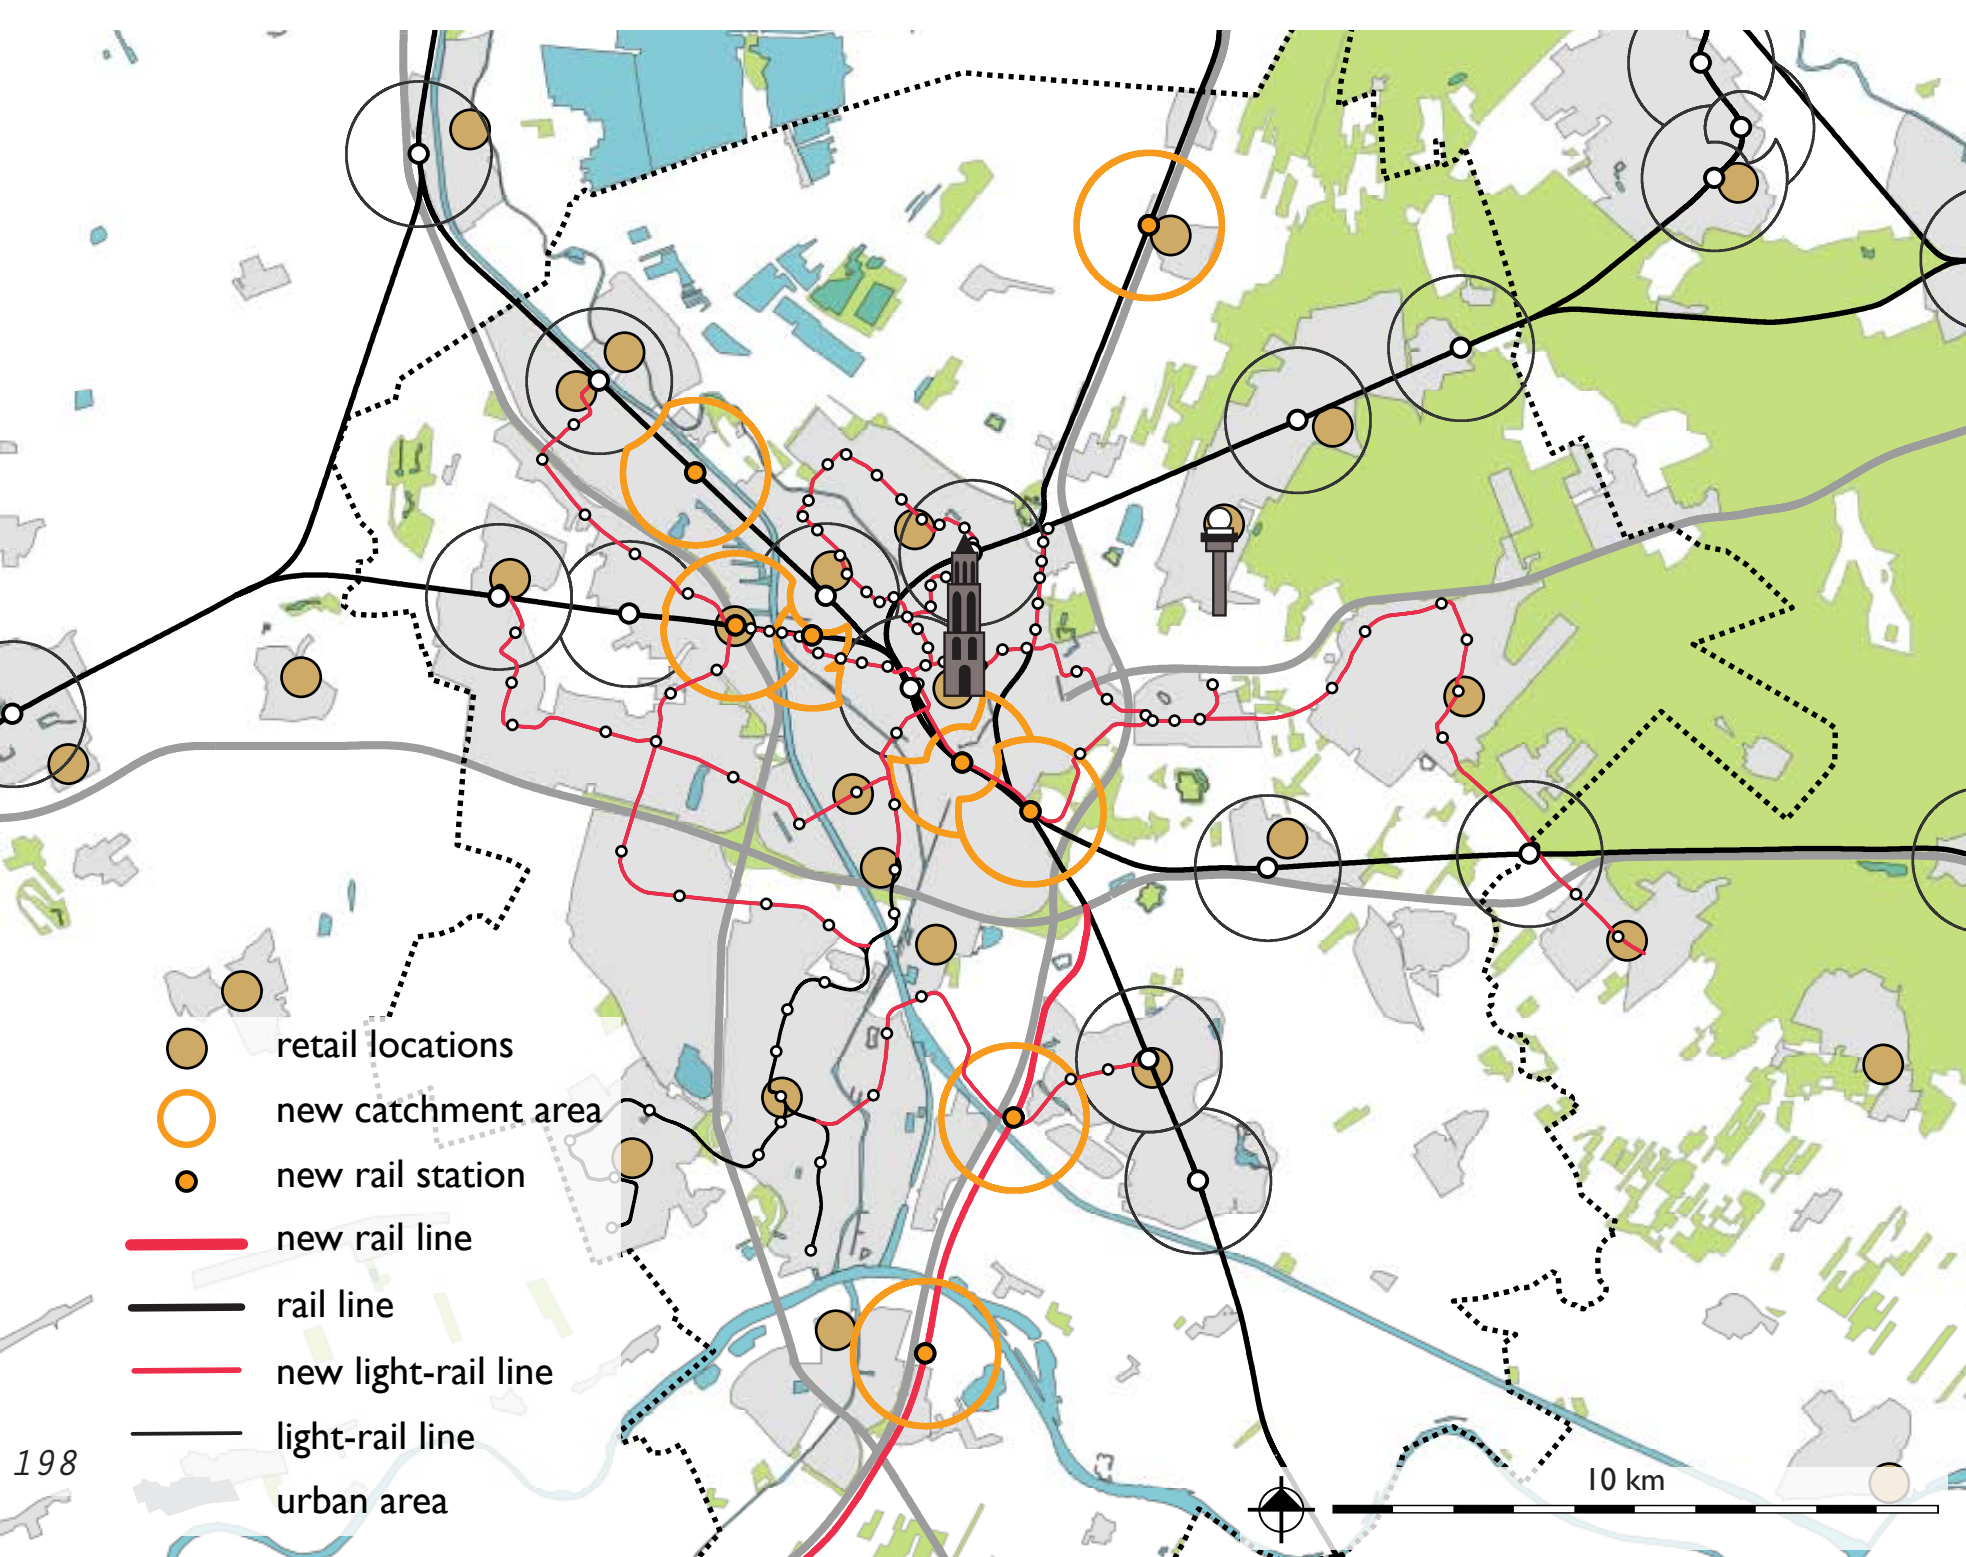 retail locations
new catchment area
new rail station
new rail line
rail line
new light-rail line
light-rail line
urban area
198
10 km